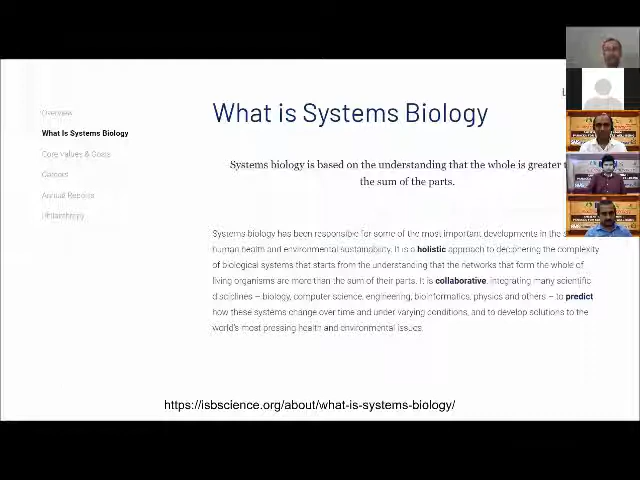 Overview
What Is Systems Biology
Core Values & Goals
Careers
Annual Reports
Philanthropy
What is Systems Biology
Systems biology is based on the understanding that the whole is greater
the sum of the parts.
Systems biology has been responsible for some of the most important developments in the
human health and environmental sustainability. It is a holistic approach to deciphering the complexity
of biological systems that starts from the understanding that the networks that form the whole of
living organisms are more than the sum of their parts. It is collaborative, integrating many scientific
disciplines – biology, computer science, engineering, bioinformatics, physics and others – to predict
how these systems change over time and under varying conditions, and to develop solutions to the
world's most pressing health and environmental issues.
https://isbscience.org/about/what-is-systems-biology/